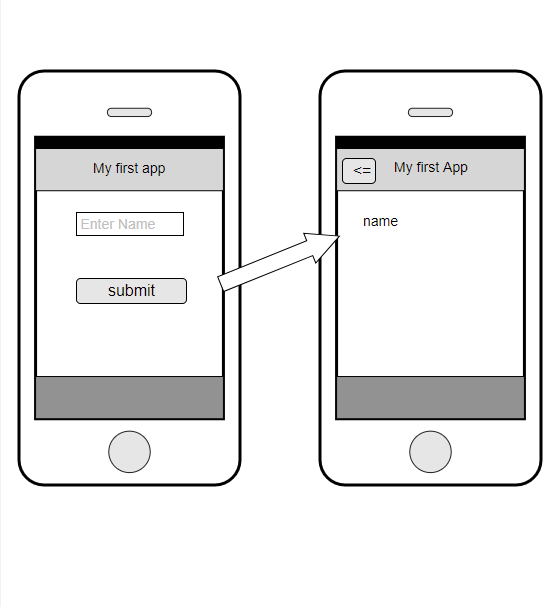 My first app
Enter Name
submit
<=
My first App
name